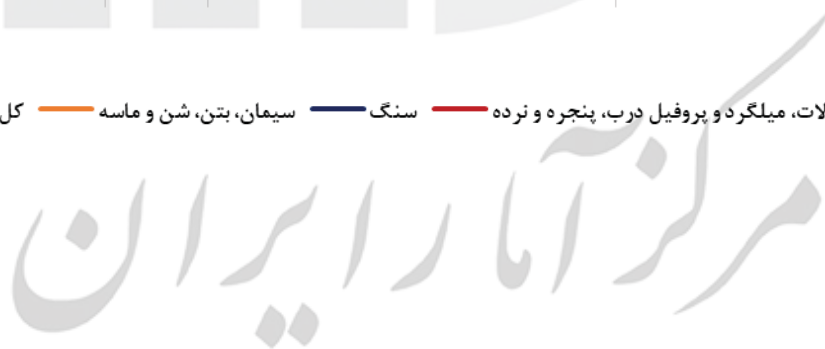 لات، میلگرد و پروفیل درب، پنجره و نرده سنگ سیمان، بتن، شن و ماسه کل
مرکز آمار ایران